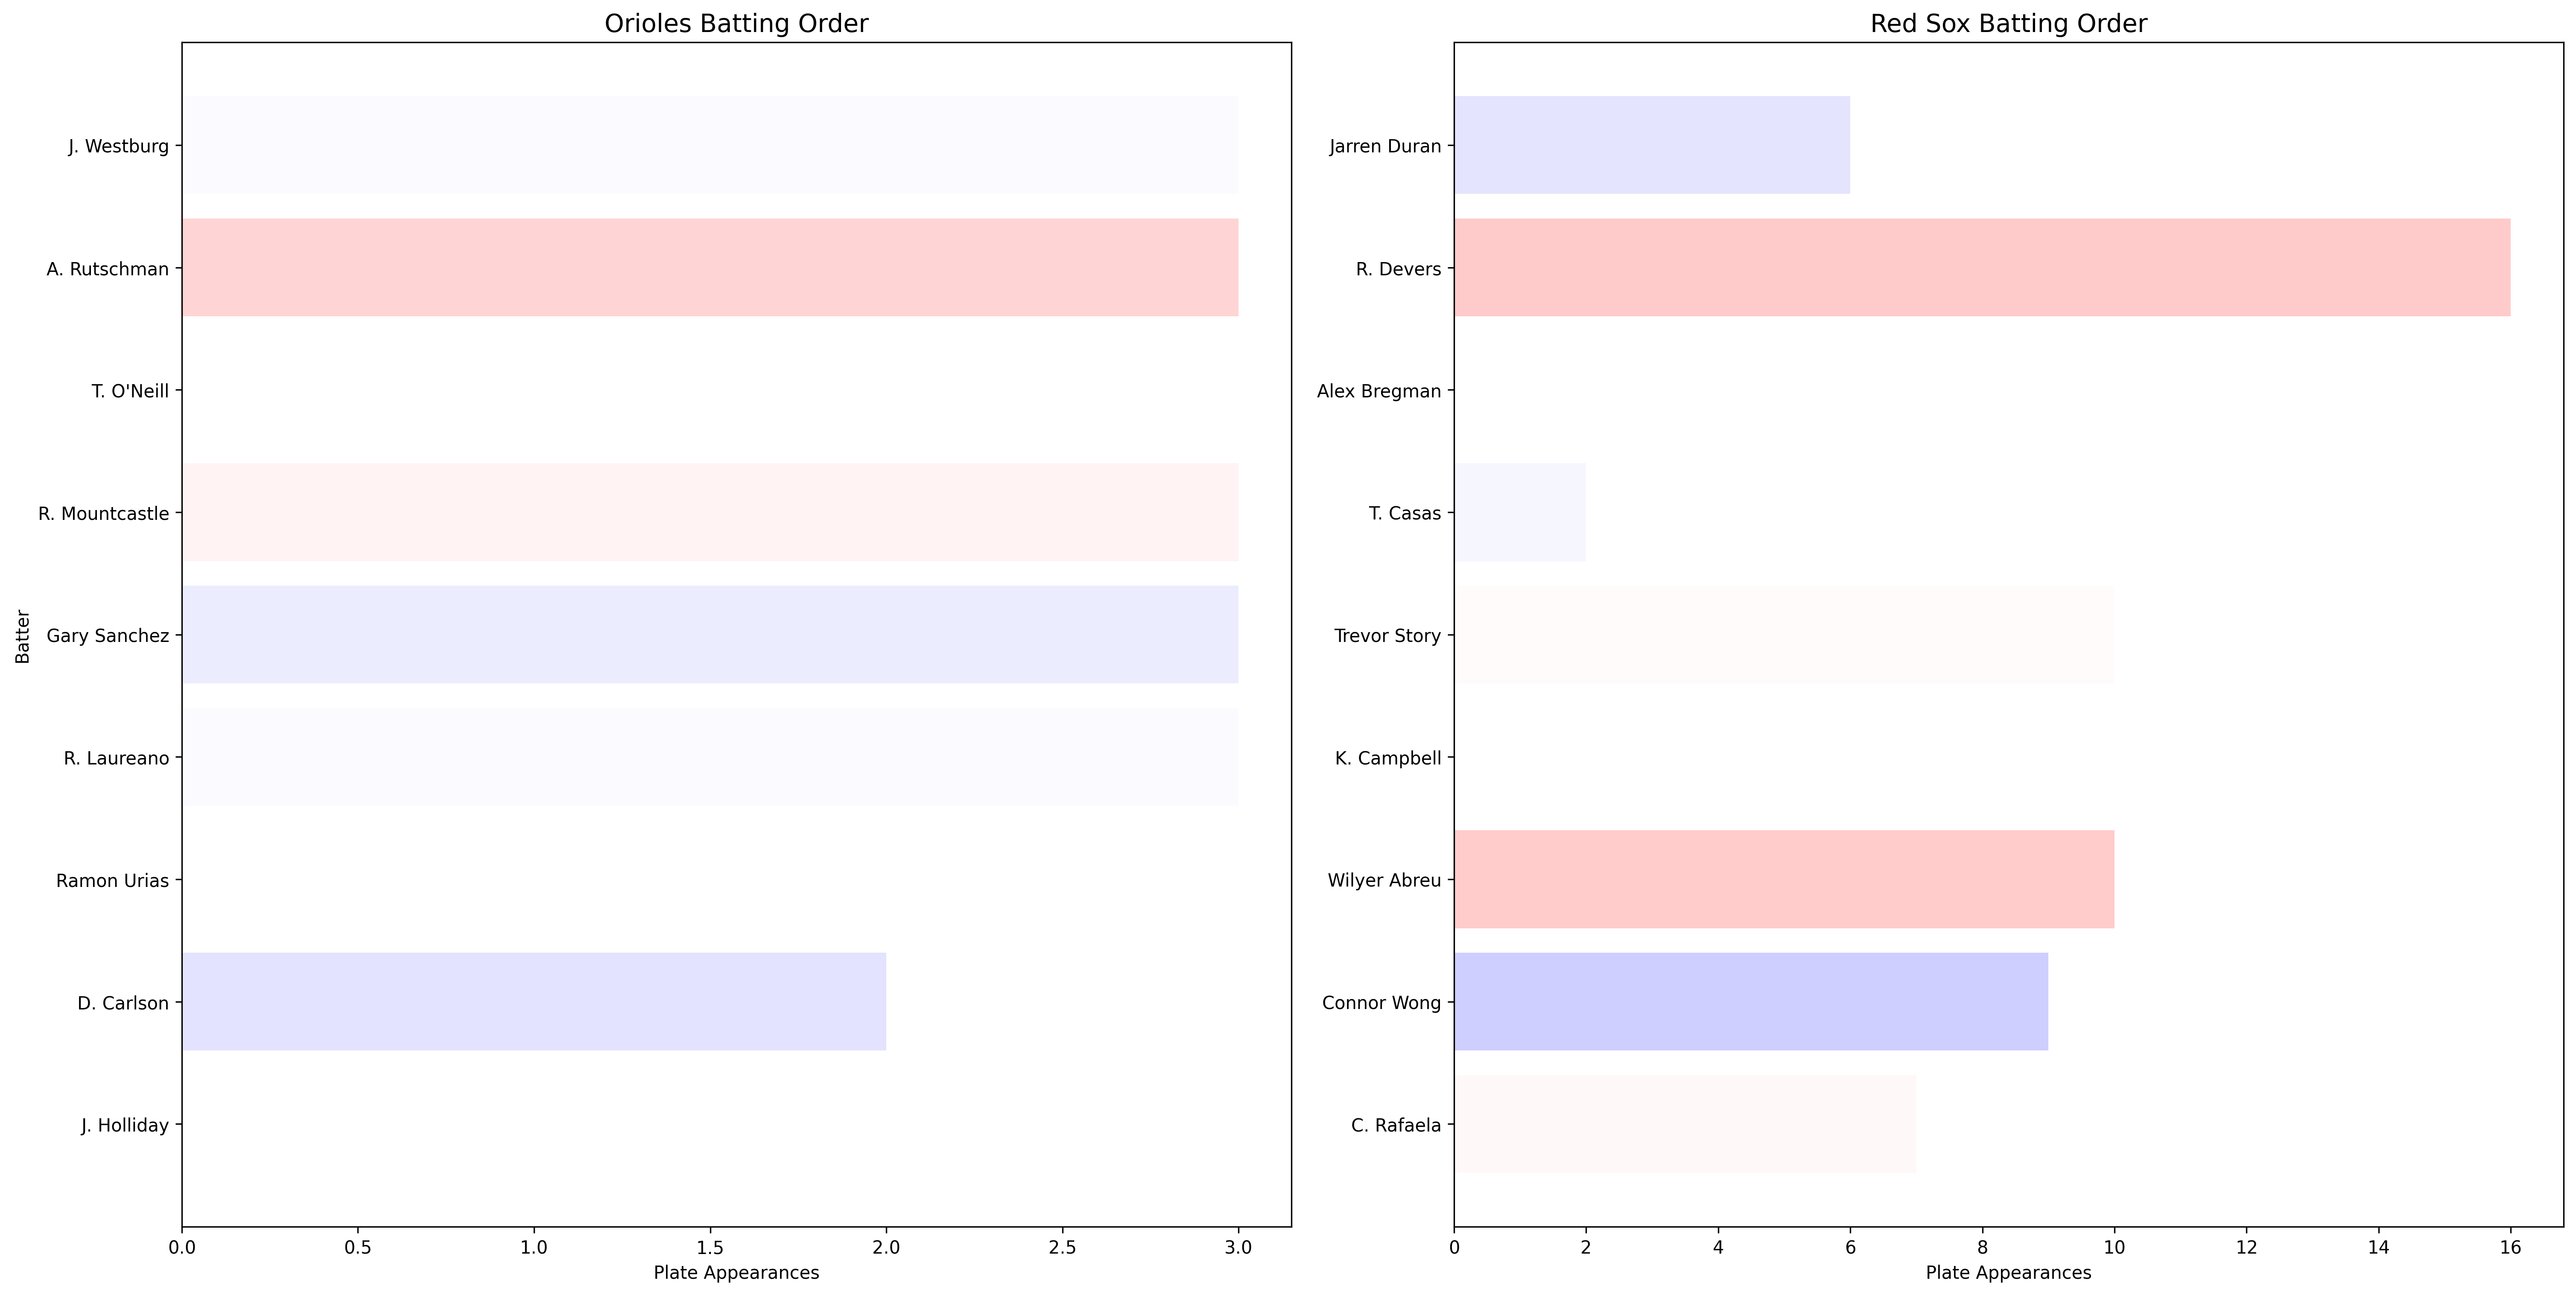 Orioles Batting Order
Batter
J. Westburg
A. Rutschman
T. O'Neill
R. Mountcastle
Gary Sanchez
R. Laureano
Ramon Urias
D. Carlson
J. Holliday
0.0 0.5 1.0 1.5 2.0 2.5 3.0
Plate Appearances
Red Sox Batting Order
Jarren Duran
R. Devers
Alex Bregman
T. Casas
Trevor Story
K. Campbell
Wilyer Abreu
Connor Wong
C. Rafaela
0 2 4 6 8 10 12 14 16
Plate Appearances